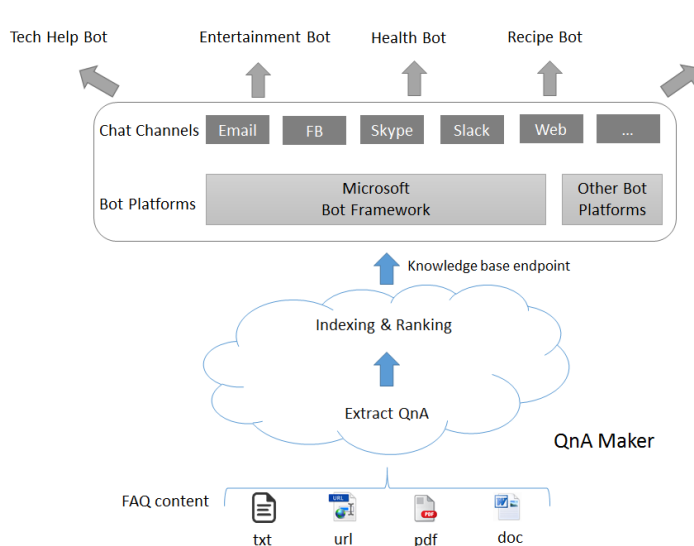 Tech Help Bot
Entertainment Bot
Health Bot
Recipe Bot
Chat Channels
Email
FB
Skype
Slack
Web
...
Bot Platforms
Microsoft
Bot Framework
Other Bot
Platforms
Knowledge base endpoint
Indexing & Ranking
Extract QnA
QnA Maker
FAQ content
URL
PDF
W
txt
url
pdf
doc